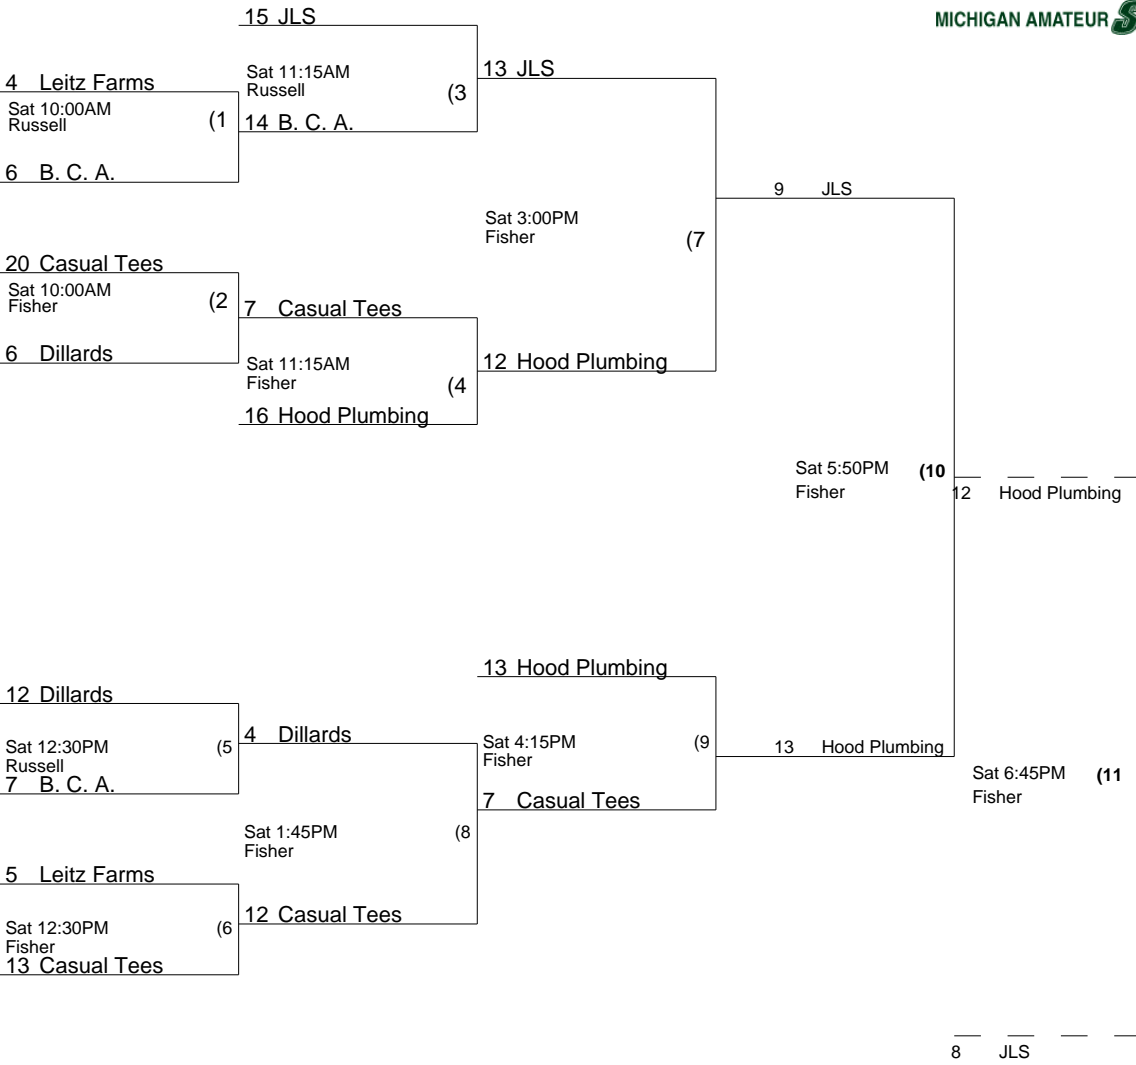 15 JLS
MICHIGAN AMATEUR S
4 Leitz Farms
Sat 10:00AM
Russell
(1
6 B. C. A.
Sat 11:15AM
Russell
(3
14 B. C. A.
13 JLS
20 Casual Tees
Sat 10:00AM
Fisher
(2
6 Dillards
7 Casual Tees
Sat 11:15AM
Fisher
(4
16 Hood Plumbing
Sat 3:00PM
Fisher
(7
12 Hood Plumbing
9 JLS
Sat 5:50PM
Fisher
(10
12 Hood Plumbing
12 Dillards
Sat 12:30PM
Russell
(5
7 B. C. A.
4 Dillards
Sat 1:45PM
Fisher
(8
5 Leitz Farms
Sat 12:30PM
Fisher
(6
13 Casual Tees
12 Casual Tees
13 Hood Plumbing
Sat 4:15PM
Fisher
(9
7 Casual Tees
13 Hood Plumbing
Sat 6:45PM
Fisher
(11
8 JLS